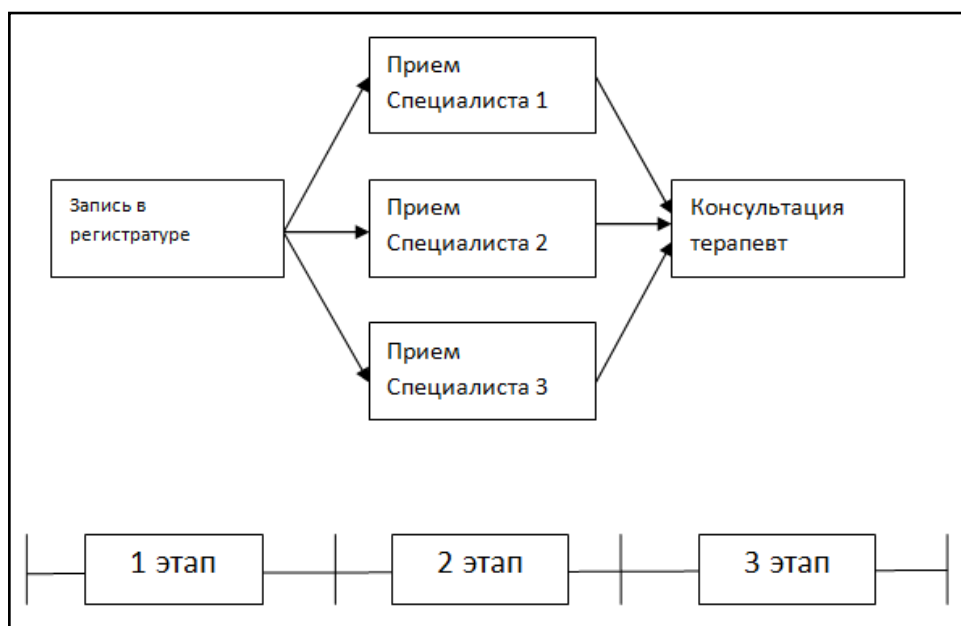 Прием
Специалиста 1
Запись в
регистратуре
Прием
Специалиста 2
Консультация
терапевт
Прием
Специалиста 3
1 этап
2 этап
3 этап